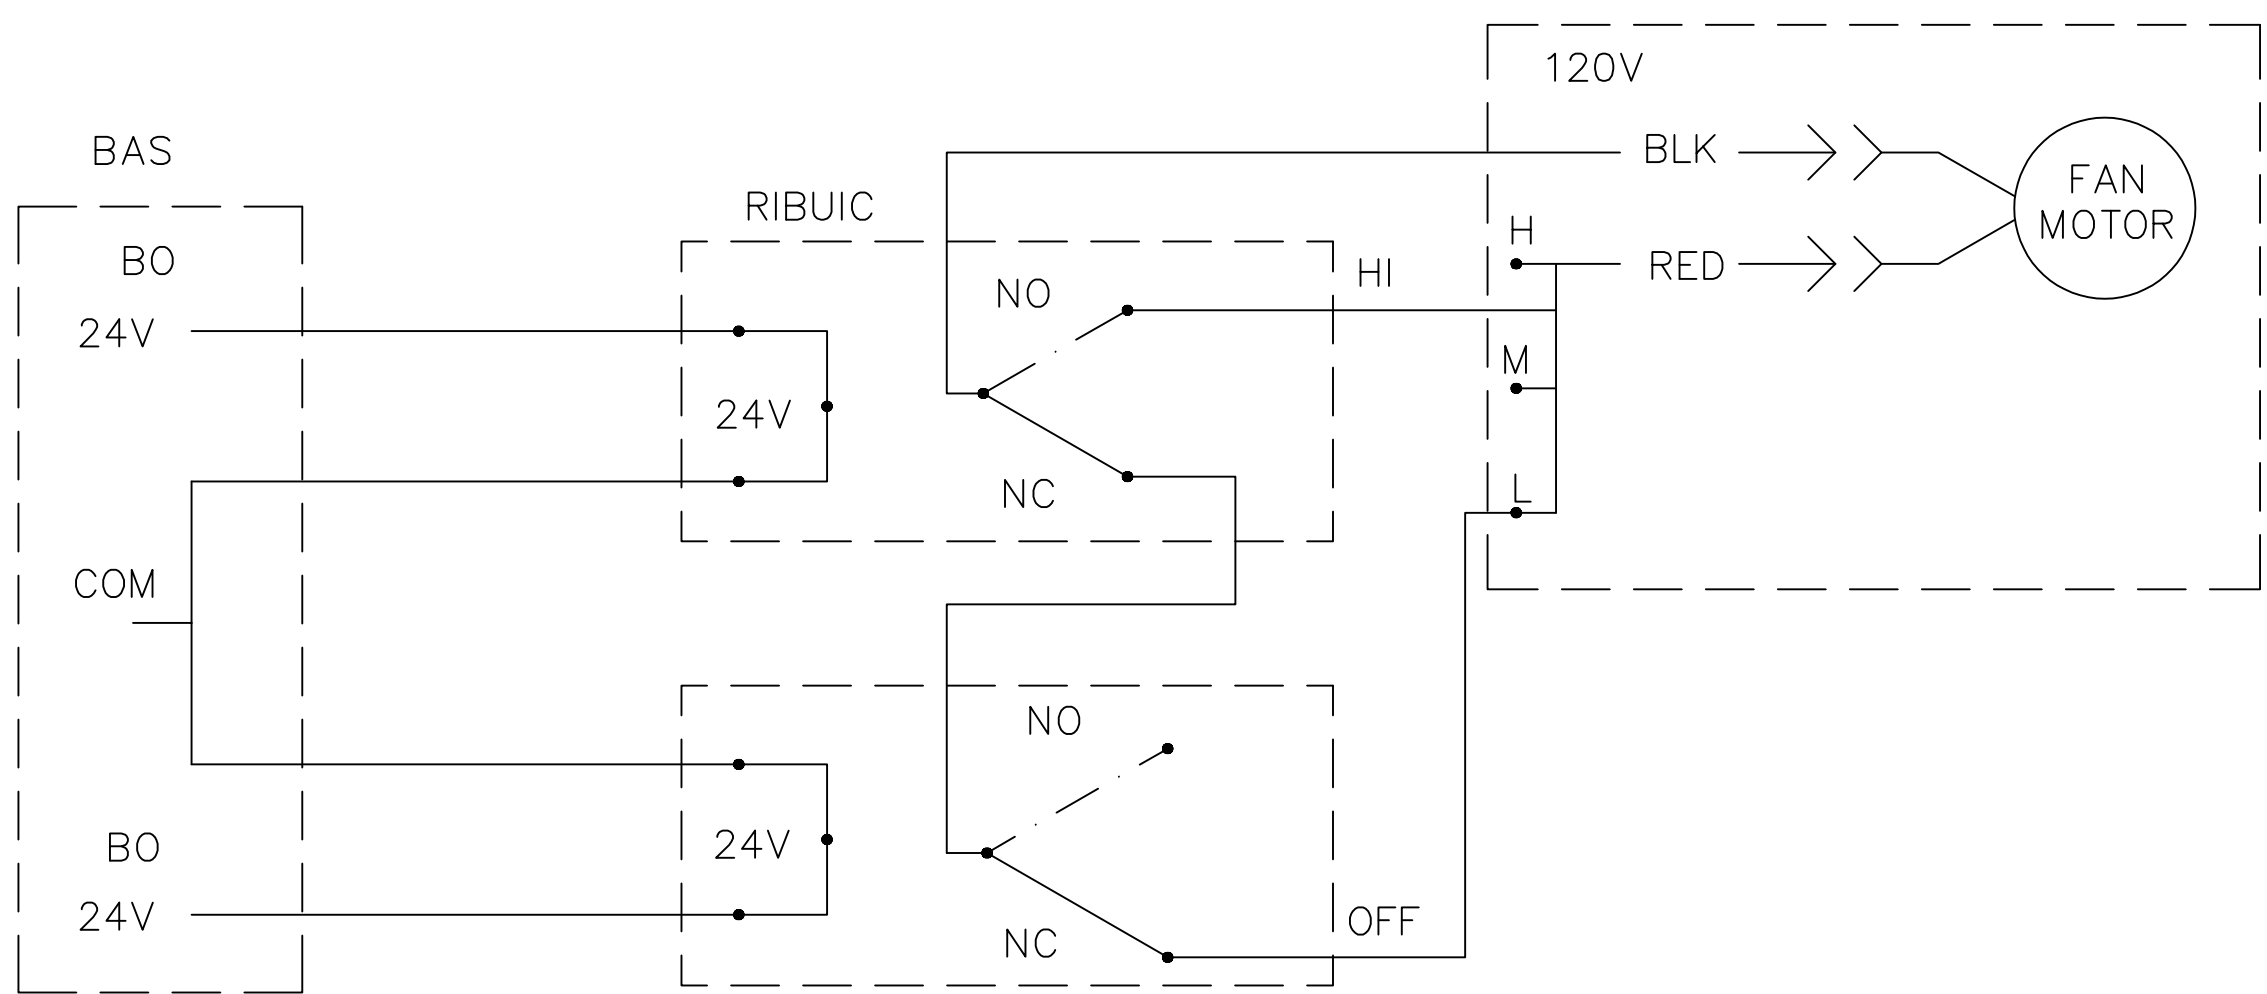 120V
BAS
BLK
FAN
MOTOR
RIBUIC
H
BO
RED
HI
NO
24V
M
24V
NC
L
COM
NO
BO
24V
24V
OFF
NC